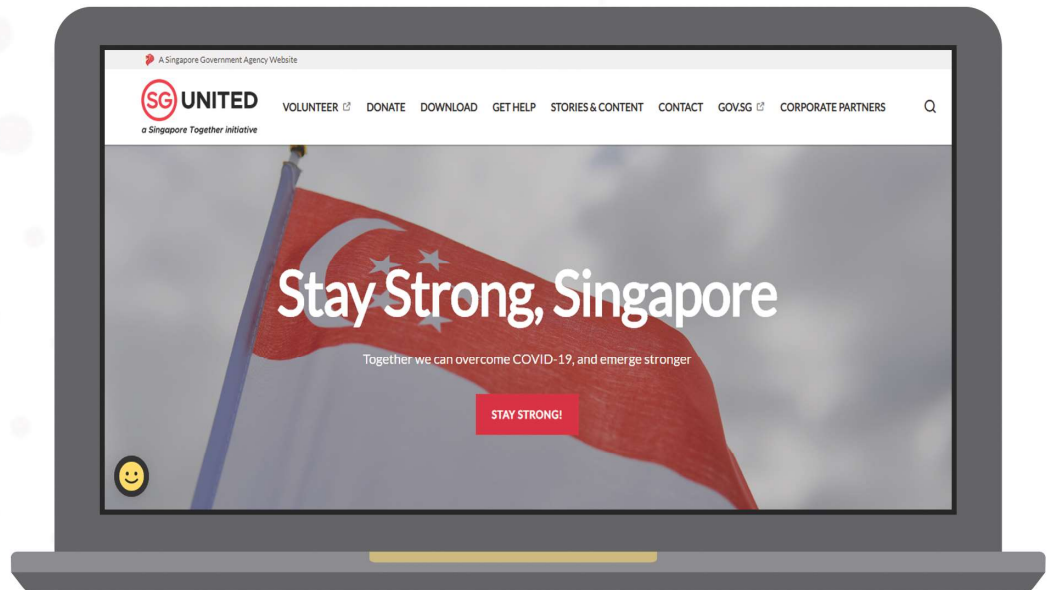 A Singapore Government Agency Website
SG UNITED
a Singapore Together initiative
VOLUNTEER DONATE DOWNLOAD GET HELP STORIES & CONTENT CONTACT GOV.SG CORPORATE PARTNERS
Stay Strong, Singapore
Together we can overcome COVID-19, and emerge stronger
STAY STRONG!